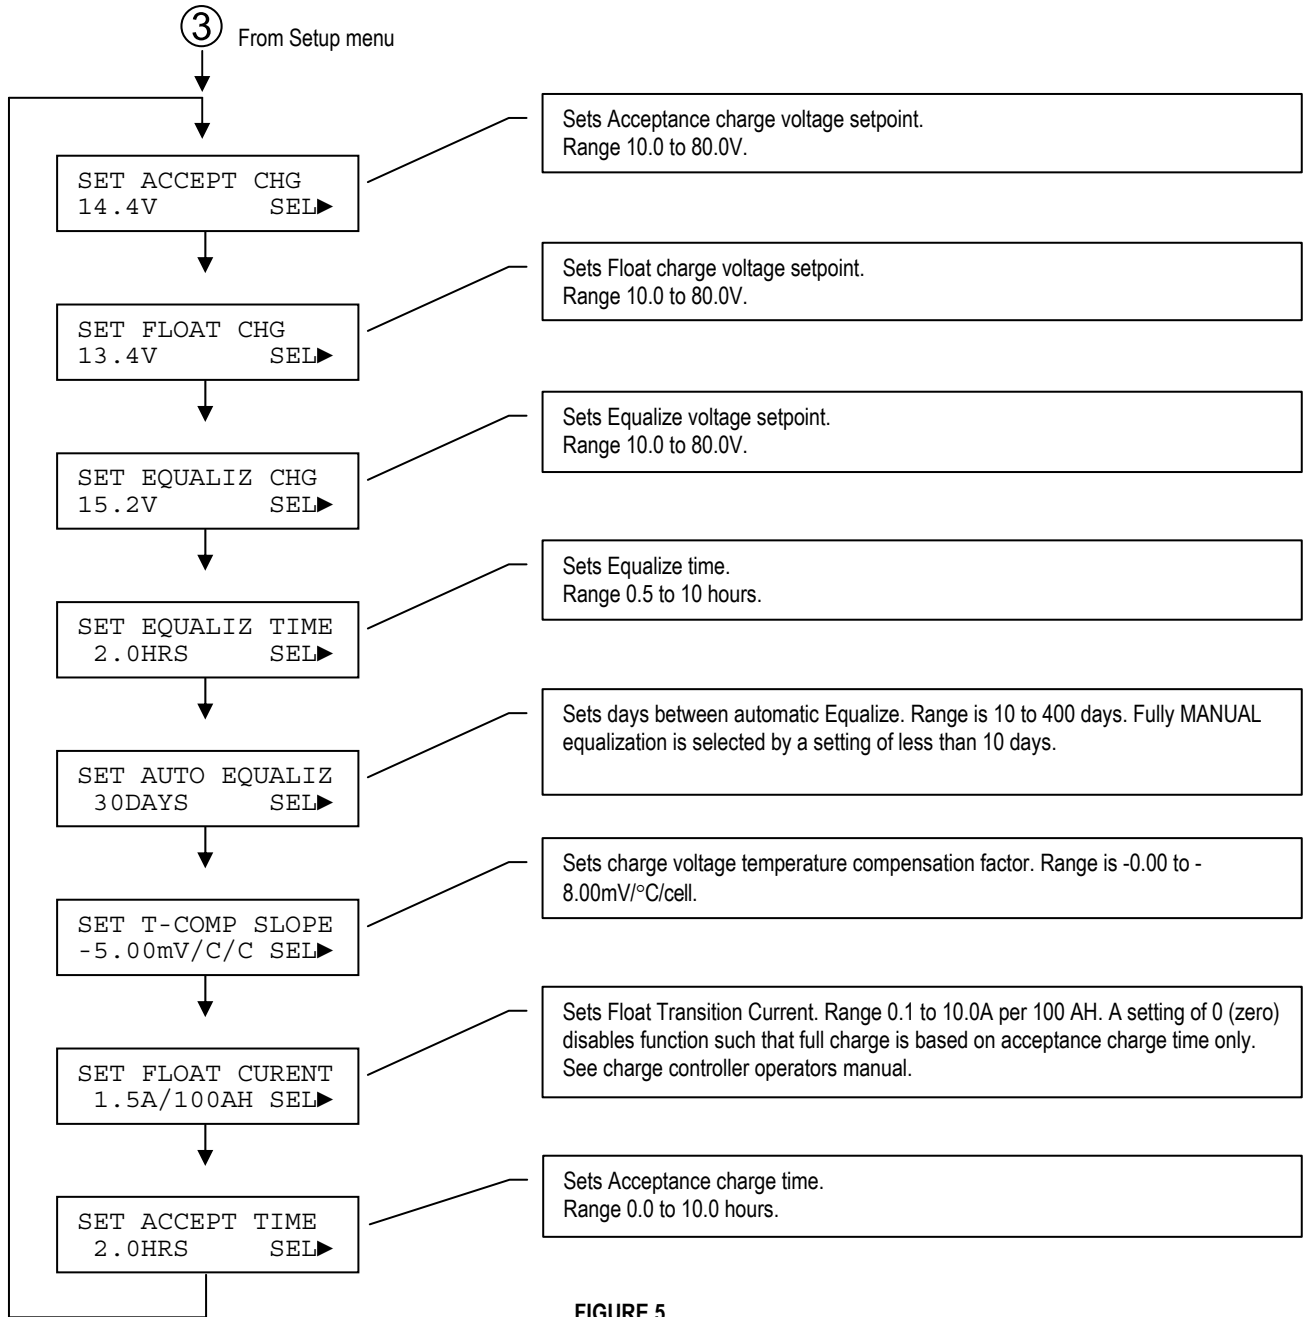 ③ From Setup menu
SET ACCEPT CHG
14.4V SEL►
Sets Acceptance charge voltage setpoint.
Range 10.0 to 80.0V.
SET FLOAT CHG
13.4V SEL►
Sets Float charge voltage setpoint.
Range 10.0 to 80.0V.
SET EQUALIZ CHG
15.2V SEL►
Sets Equalize voltage setpoint.
Range 10.0 to 80.0V.
SET EQUALIZ TIME
2.0HRS SEL►
Sets Equalize time.
Range 0.5 to 10 hours.
SET AUTO EQUALIZ
30DAYS SEL►
Sets days between automatic Equalize. Range is 10 to 400 days. Fully MANUAL
equalization is selected by a setting of less than 10 days.
SET T-COMP SLOPE
-5.00mV/C/C SEL►
Sets charge voltage temperature compensation factor. Range is -0.00 to -
8.00mV/°C/cell.
SET FLOAT CURENT
1.5A/100AH SEL►
Sets Float Transition Current. Range 0.1 to 10.0A per 100 AH. A setting of 0 (zero)
disables function such that full charge is based on acceptance charge time only.
See charge controller operators manual.
SET ACCEPT TIME
2.0HRS SEL►
Sets Acceptance charge time.
Range 0.0 to 10.0 hours.
FIGURE 5